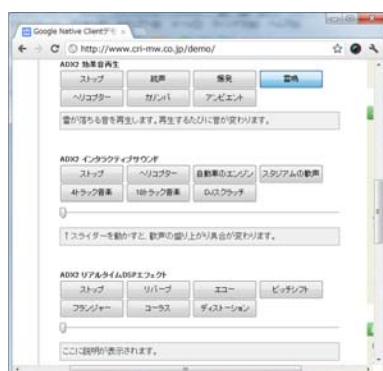 Google Native Clientデモ
http://www.cri-mw.co.jp/demo/
ADX2 効果音再生
ストップ 銃声 爆発 雷鳴
ヘリコプター カリンバ アンビエント
雷が落ちる音を再生します。再生するたびに音が変わります。
ADX2 インタラクティブサウンド
ストップ ヘリコプター 自動車のエンジン スタジアムの歓声
4トラック音楽 DJスクラッチ
↑スライダーを動かすと、歓声の盛り上がり具合が変わります。
ADX2 リアルタイムDSPエフェクト
ストップ リバーブ エコー ピッチシフト
フランジャー コーラス ディストーション
ここに説明が表示されます。